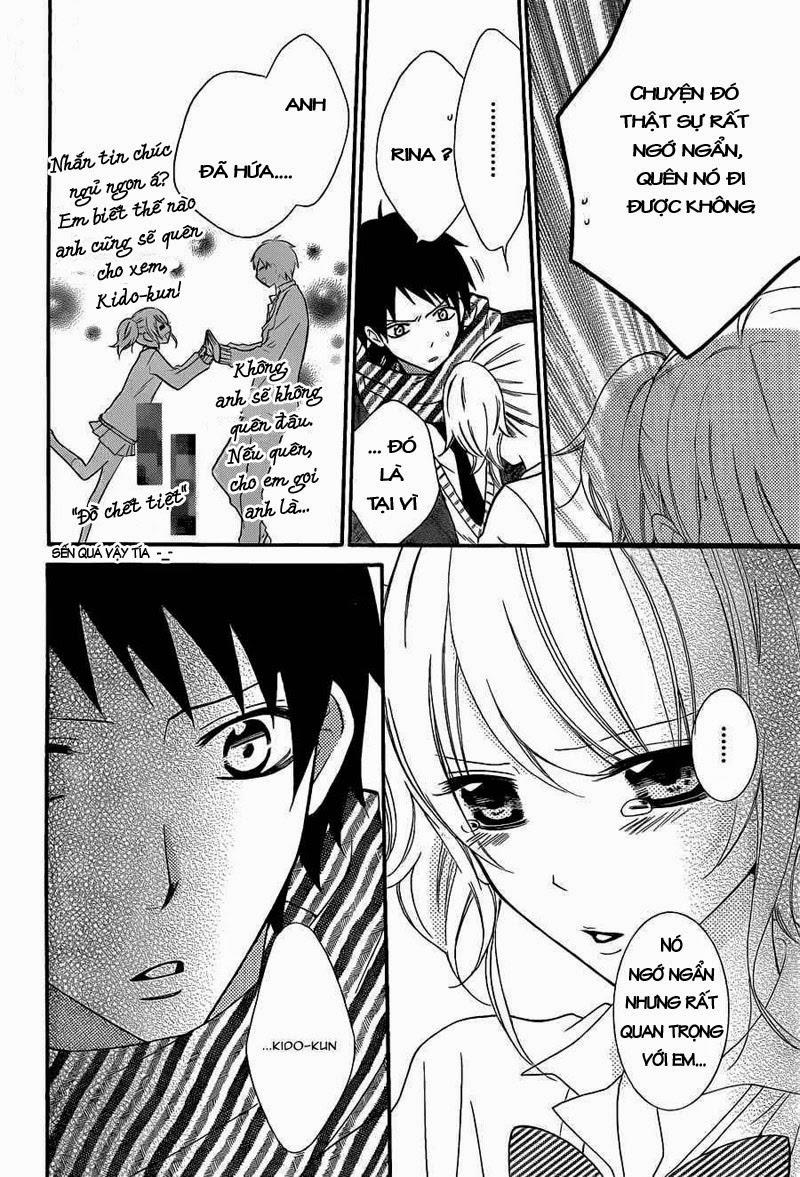 CHUYỆN ĐÓ
THẬT SỰ RẤT
NGỚ NGẨN,
QUÊN NÓ ĐI
ĐƯỢC KHÔNG.
.........
RINA ?
... ĐÓ
LÀ
TẠI VÌ
ANH
ĐÃ HỨA....
Nhắn tin chúc
ngủ ngon á?
Em biết thế nào
anh cũng sẽ quên
cho xem,
Kido-kun!
Không,
anh sẽ không
quên đâu.
Nếu quên,
cho em gọi
anh là...
"Đồ chết tiệt"
SẾN QUÁ VẬY TÍA -_-
.......
NÓ
NGỚ NGẨN
NHƯNG RẤT
QUAN TRỌNG
VỚI EM...
...KIDO-KUN